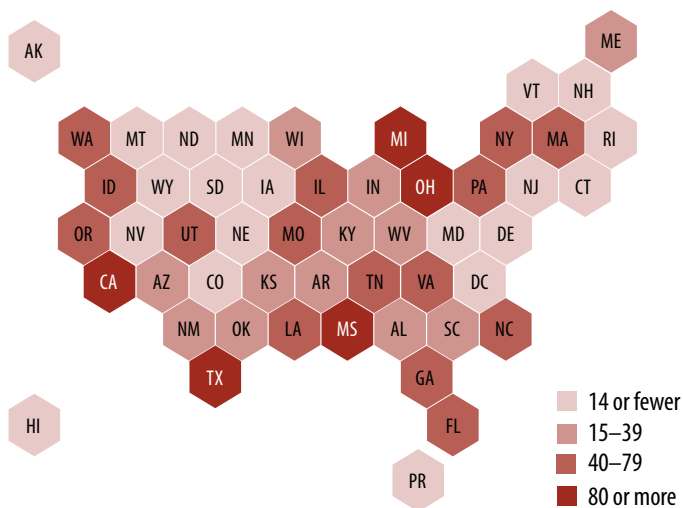 AK
ME
VT NH
WA MT ND MN WI MI NY MA RI
ID WY SD IA IL IN OH PA NJ CT
OR NV UT NE MO KY WV MD DE
CA AZ CO KS AR TN VA DC
NM OK LA MS AL SC NC
TX GA
HI FL
PR
14 or fewer
15–39
40–79
80 or more